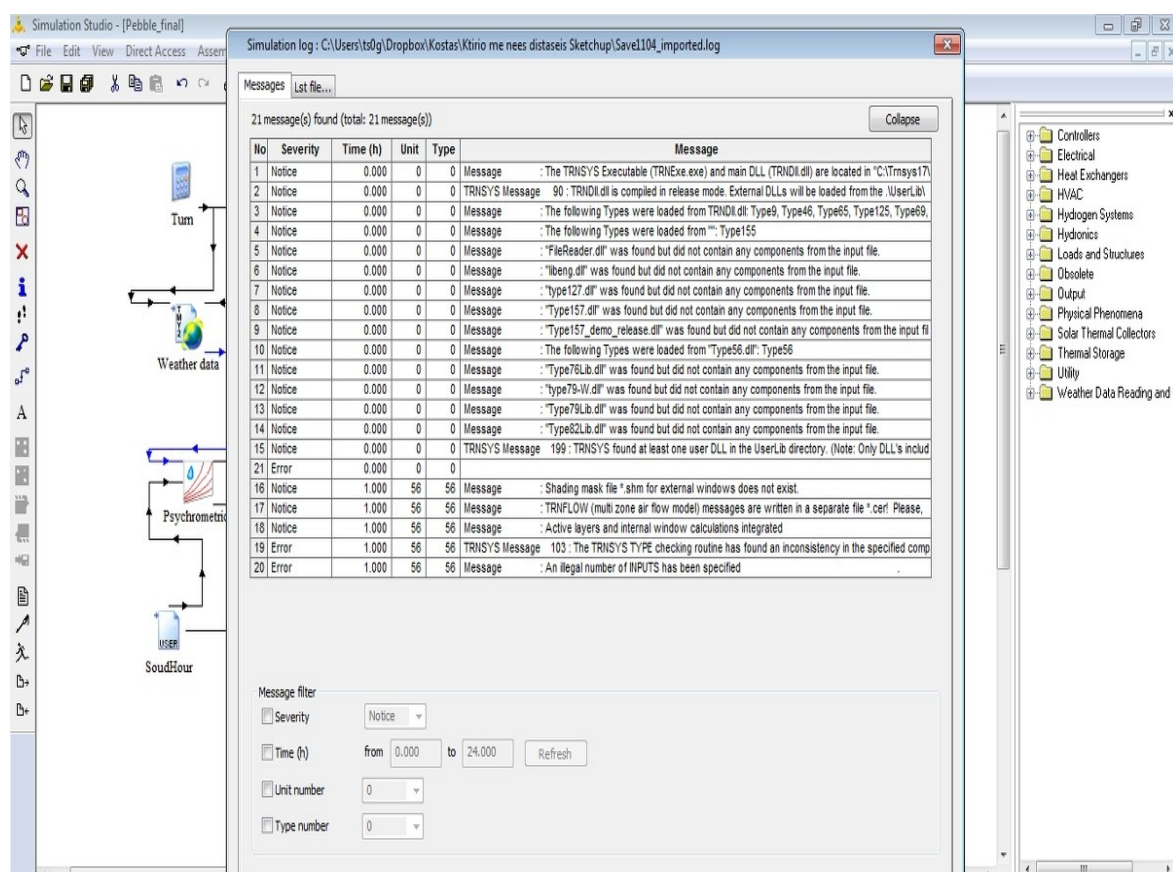 Simulation Studio - [Pebble_final]
File Edit View Direct Access Assem
Simulation log : C:\Users\ts0g\Dropbox\Kostas\Ktirio me nees distaseis Sketchup\Save1104_imported.log
Messages Lst file...
21 message(s) found (total: 21 message(s))
Collapse
No Severity Time (h) Unit Type Message
1 Notice 0.000 0 0 Message : The TRNSYS Executable (TRNExe.exe) and main DLL (TRNDll.dll) are located in "C:\Trnsys17\
2 Notice 0.000 0 0 TRNSYS Message 90 : TRNDll.dll is compiled in release mode. External DLLs will be loaded from the .\UserLib\
3 Notice 0.000 0 0 Message : The following Types were loaded from TRNDll.dll: Type9, Type46, Type65, Type125, Type69,
4 Notice 0.000 0 0 Message : The following Types were loaded from "": Type155
5 Notice 0.000 0 0 Message : "FileReader.dll" was found but did not contain any components from the input file.
6 Notice 0.000 0 0 Message : "libeng.dll" was found but did not contain any components from the input file.
7 Notice 0.000 0 0 Message : "type127.dll" was found but did not contain any components from the input file.
8 Notice 0.000 0 0 Message : "Type157.dll" was found but did not contain any components from the input file.
9 Notice 0.000 0 0 Message : "Type157_demo_release.dll" was found but did not contain any components from the input fil
10 Notice 0.000 0 0 Message : The following Types were loaded from "Type56.dll": Type56
11 Notice 0.000 0 0 Message : "Type76Lib.dll" was found but did not contain any components from the input file.
12 Notice 0.000 0 0 Message : "type79-W.dll" was found but did not contain any components from the input file.
13 Notice 0.000 0 0 Message : "Type79Lib.dll" was found but did not contain any components from the input file.
14 Notice 0.000 0 0 Message : "Type82Lib.dll" was found but did not contain any components from the input file.
15 Notice 0.000 0 0 TRNSYS Message 199 : TRNSYS found at least one user DLL in the UserLib directory. (Note: Only DLL's includ
21 Error 0.000 0 0
16 Notice 1.000 56 56 Message : Shading mask file *.shm for external windows does not exist.
17 Notice 1.000 56 56 Message : TRNFLOW (multi zone air flow model) messages are written in a separate file *.cer! Please,
18 Notice 1.000 56 56 Message : Active layers and internal window calculations integrated
19 Error 1.000 56 56 TRNSYS Message 103 : The TRNSYS TYPE checking routine has found an inconsistency in the specified comp
20 Error 1.000 56 56 Message : An illegal number of INPUTS has been specified .
Message filter
Severity Notice
Time (h) from 0.000 to 24.000 Refresh
Unit number 0
Type number 0
Turn
TMY2
Weather data
Psychrometric
USER
SoudHour
A
Controllers
Electrical
Heat Exchangers
HVAC
Hydrogen Systems
Hydronics
Loads and Structures
Obsolete
Output
Physical Phenomena
Solar Thermal Collectors
Thermal Storage
Utility
Weather Data Reading and